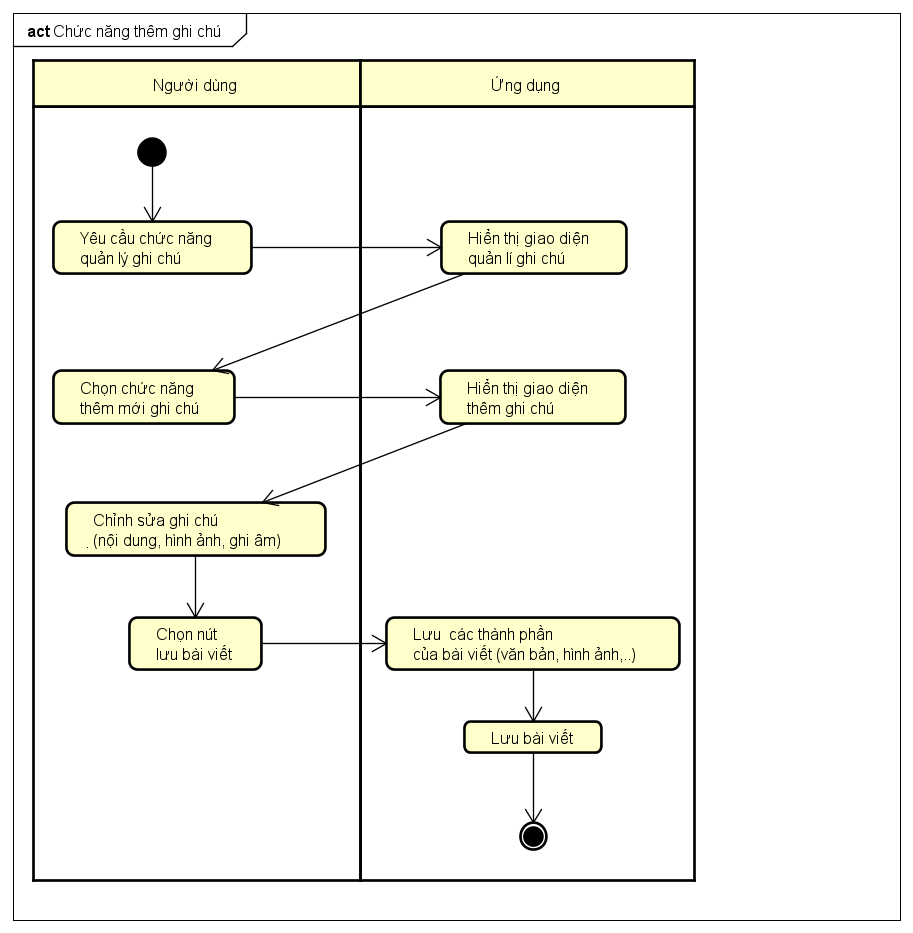 act Chức năng thêm ghi chú
Người dùng
Ứng dụng
Yêu cầu chức năng
quản lý ghi chú
Hiển thị giao diện
quản lí ghi chú
Chọn chức năng
thêm mới ghi chú
Hiển thị giao diện
thêm ghi chú
Chỉnh sửa ghi chú
. (nội dung, hình ảnh, ghi âm)
Chọn nút
lưu bài viết
Lưu  các thành phần
của bài viết (văn bản, hình ảnh,..)
Lưu bài viết